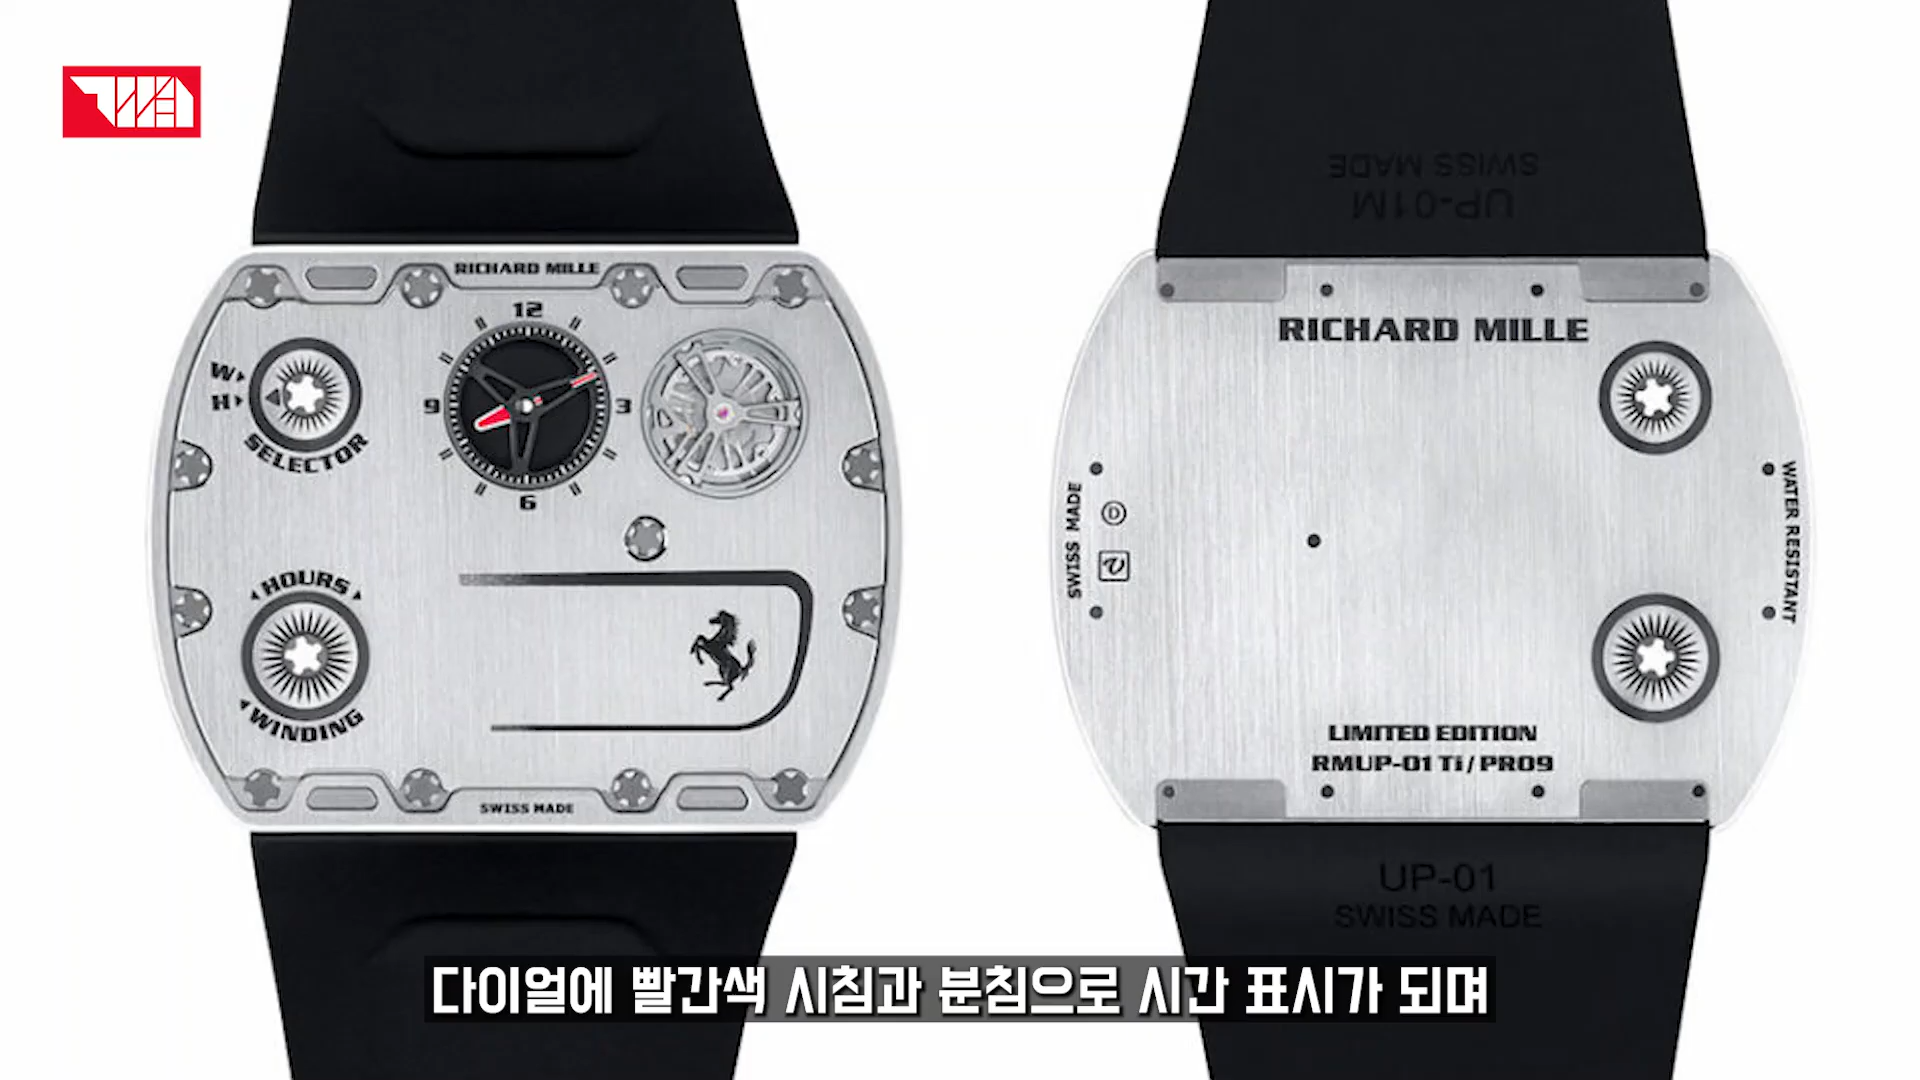 RICHARD MILLE
12
9
3
6
W
H
SELECTOR
HOURS
WINDING
SWISS MADE
SWISS MADE
UP-01M
RICHARD MILLE
SWISS MADE
D
WATER RESISTANT
LIMITED EDITION
RMUP-01 Ti/PR09
UP-01
SWISS MADE
다이얼에 빨간색 시침과 분침으로 시간 표시가 되며